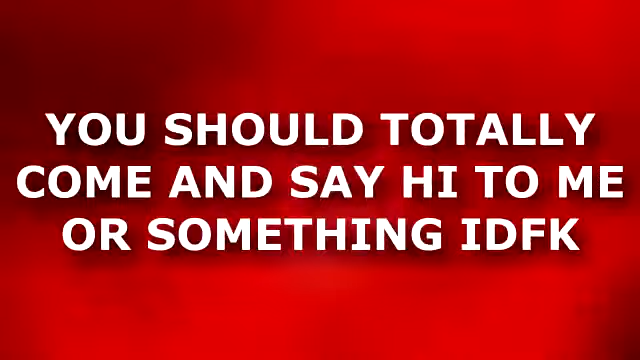 YOU SHOULD TOTALLY
COME AND SAY HI TO ME
OR SOMETHING IDFK